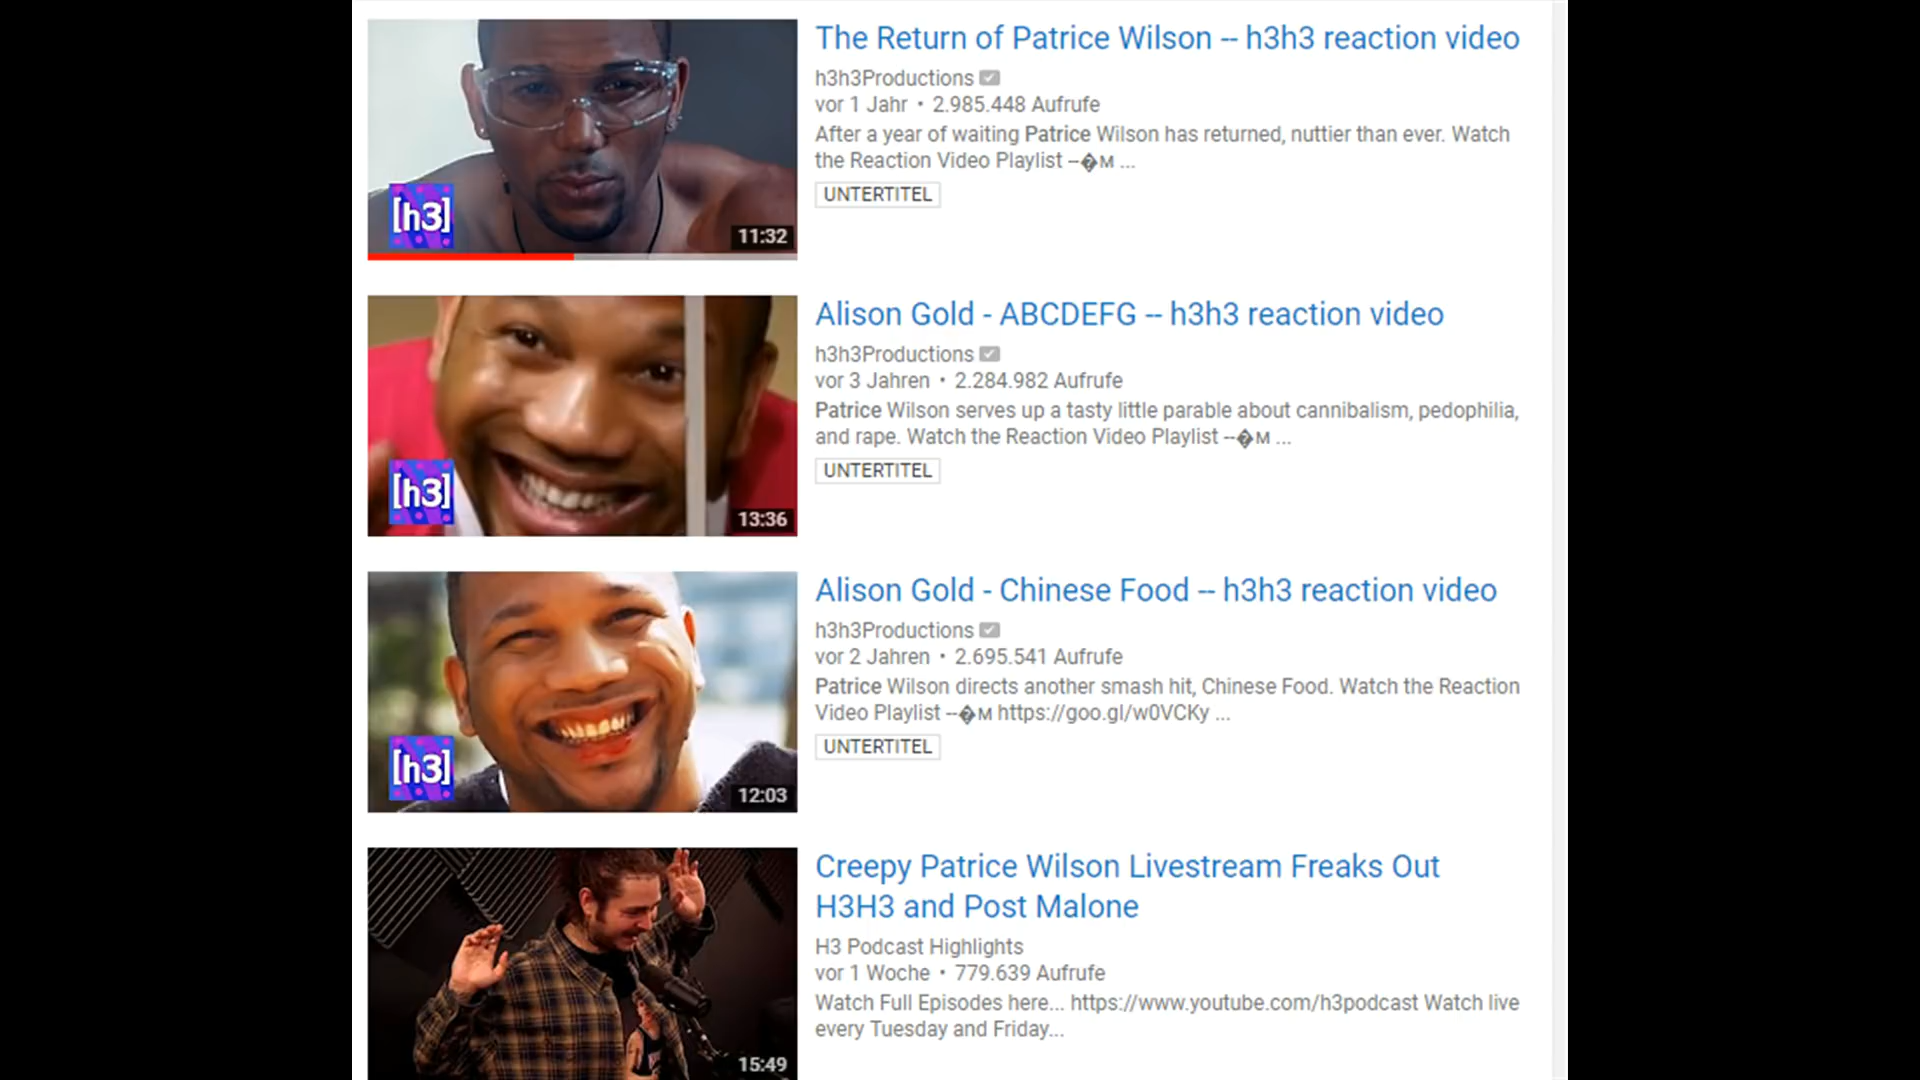 The Return of Patrice Wilson -- h3h3 reaction video
h3h3Productions
vor 1 Jahr • 2.985.448 Aufrufe
After a year of waiting Patrice Wilson has returned, nuttier than ever. Watch
the Reaction Video Playlist --�м ...
UNTERTITEL
[h3]
11:32
Alison Gold - ABCDEFG -- h3h3 reaction video
h3h3Productions
vor 3 Jahren • 2.284.982 Aufrufe
Patrice Wilson serves up a tasty little parable about cannibalism, pedophilia,
and rape. Watch the Reaction Video Playlist --�м ...
UNTERTITEL
[h3]
13:36
Alison Gold - Chinese Food -- h3h3 reaction video
h3h3Productions
vor 2 Jahren • 2.695.541 Aufrufe
Patrice Wilson directs another smash hit, Chinese Food. Watch the Reaction
Video Playlist --�м https://goo.gl/w0VCKy ...
UNTERTITEL
[h3]
12:03
Creepy Patrice Wilson Livestream Freaks Out
H3H3 and Post Malone
H3 Podcast Highlights
vor 1 Woche • 779.639 Aufrufe
Watch Full Episodes here... https://www.youtube.com/h3podcast Watch live
every Tuesday and Friday...
15:49